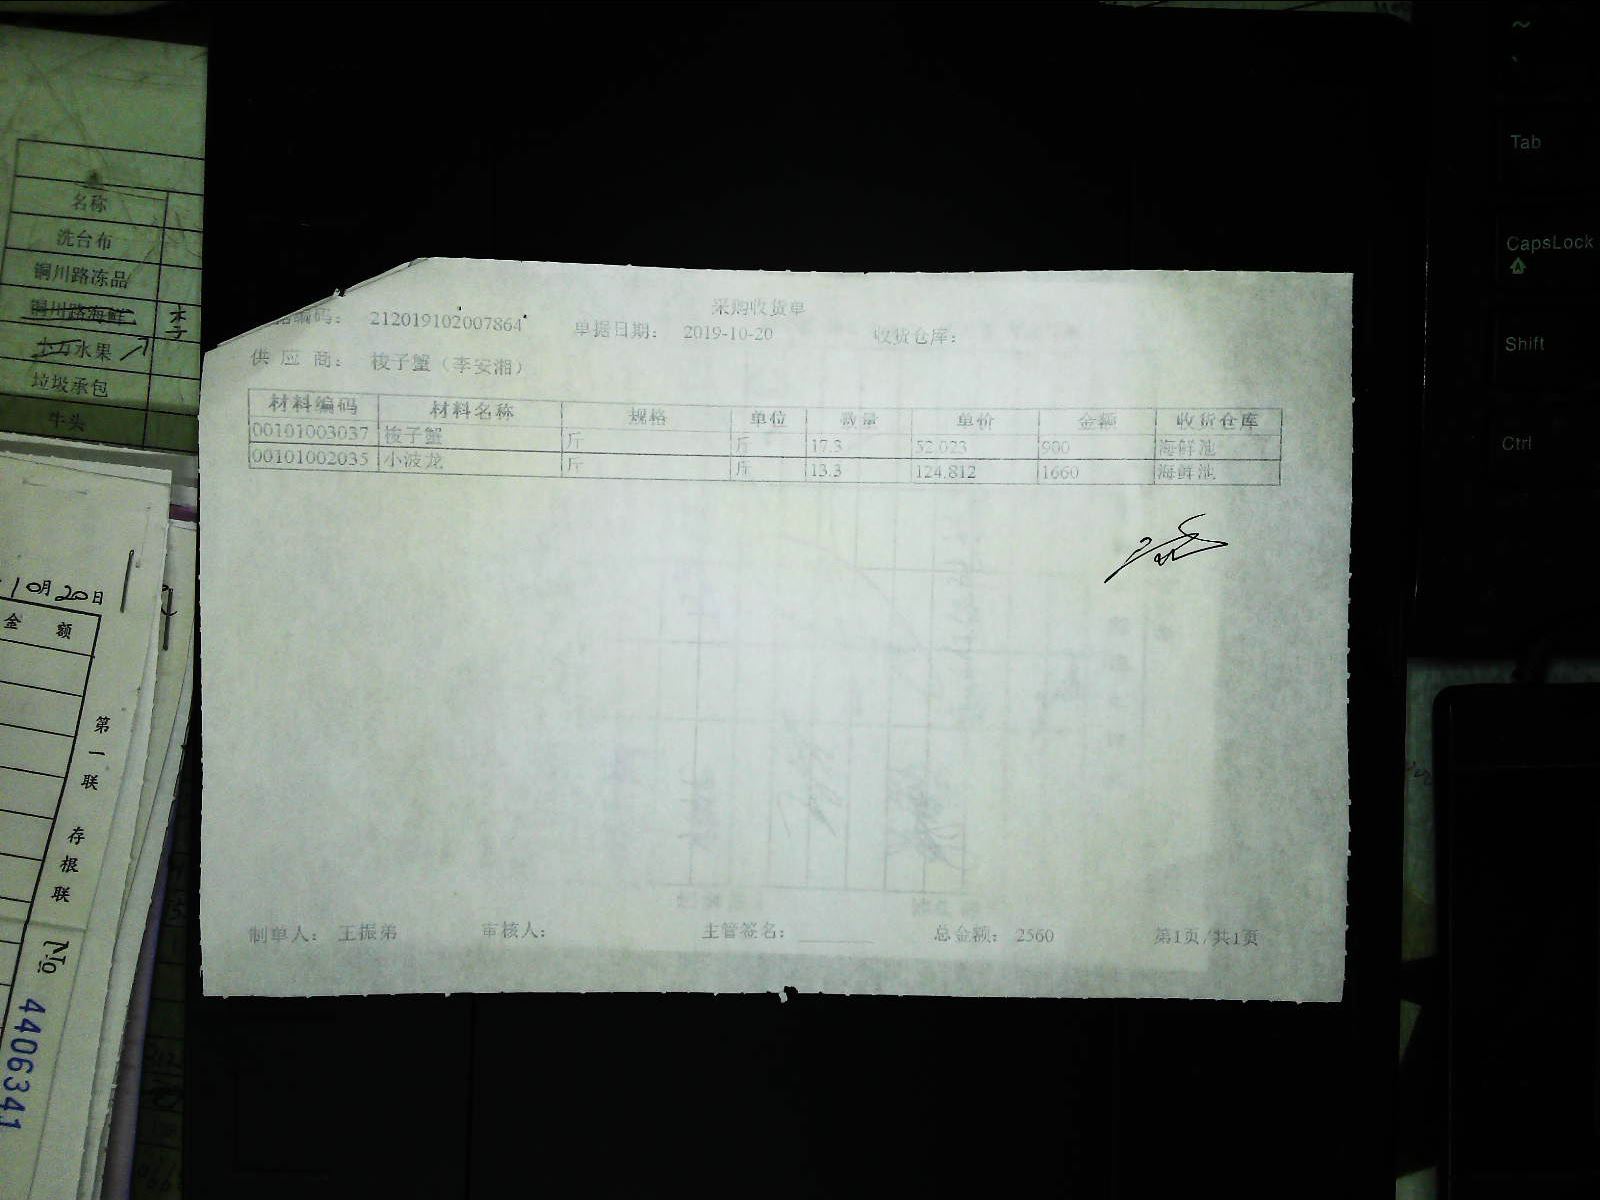 采购收货单
编码： 212019102007864 单据日期： 2019-10-20 收货仓库：
供 应 商： 梭子蟹（李安湘）
材料编码 材料名称 规格 单位 数量 单价 金额 收货仓库
00101003037 梭子蟹 斤 斤 17.3 52.023 900 海鲜池
00101002035 小波龙 斤 斤 13.3 124.812 1660 海鲜池
制单人： 王振弟 审核人： 主管签名： 总金额： 2560 第1页/共1页
名称
洗台布
铜川路冻品
铜川路海鲜
水果
垃圾承包
牛头
10月20日
金 额
第一联 存根联
No 4406341
~
Tab
CapsLock
Shift
Ctrl